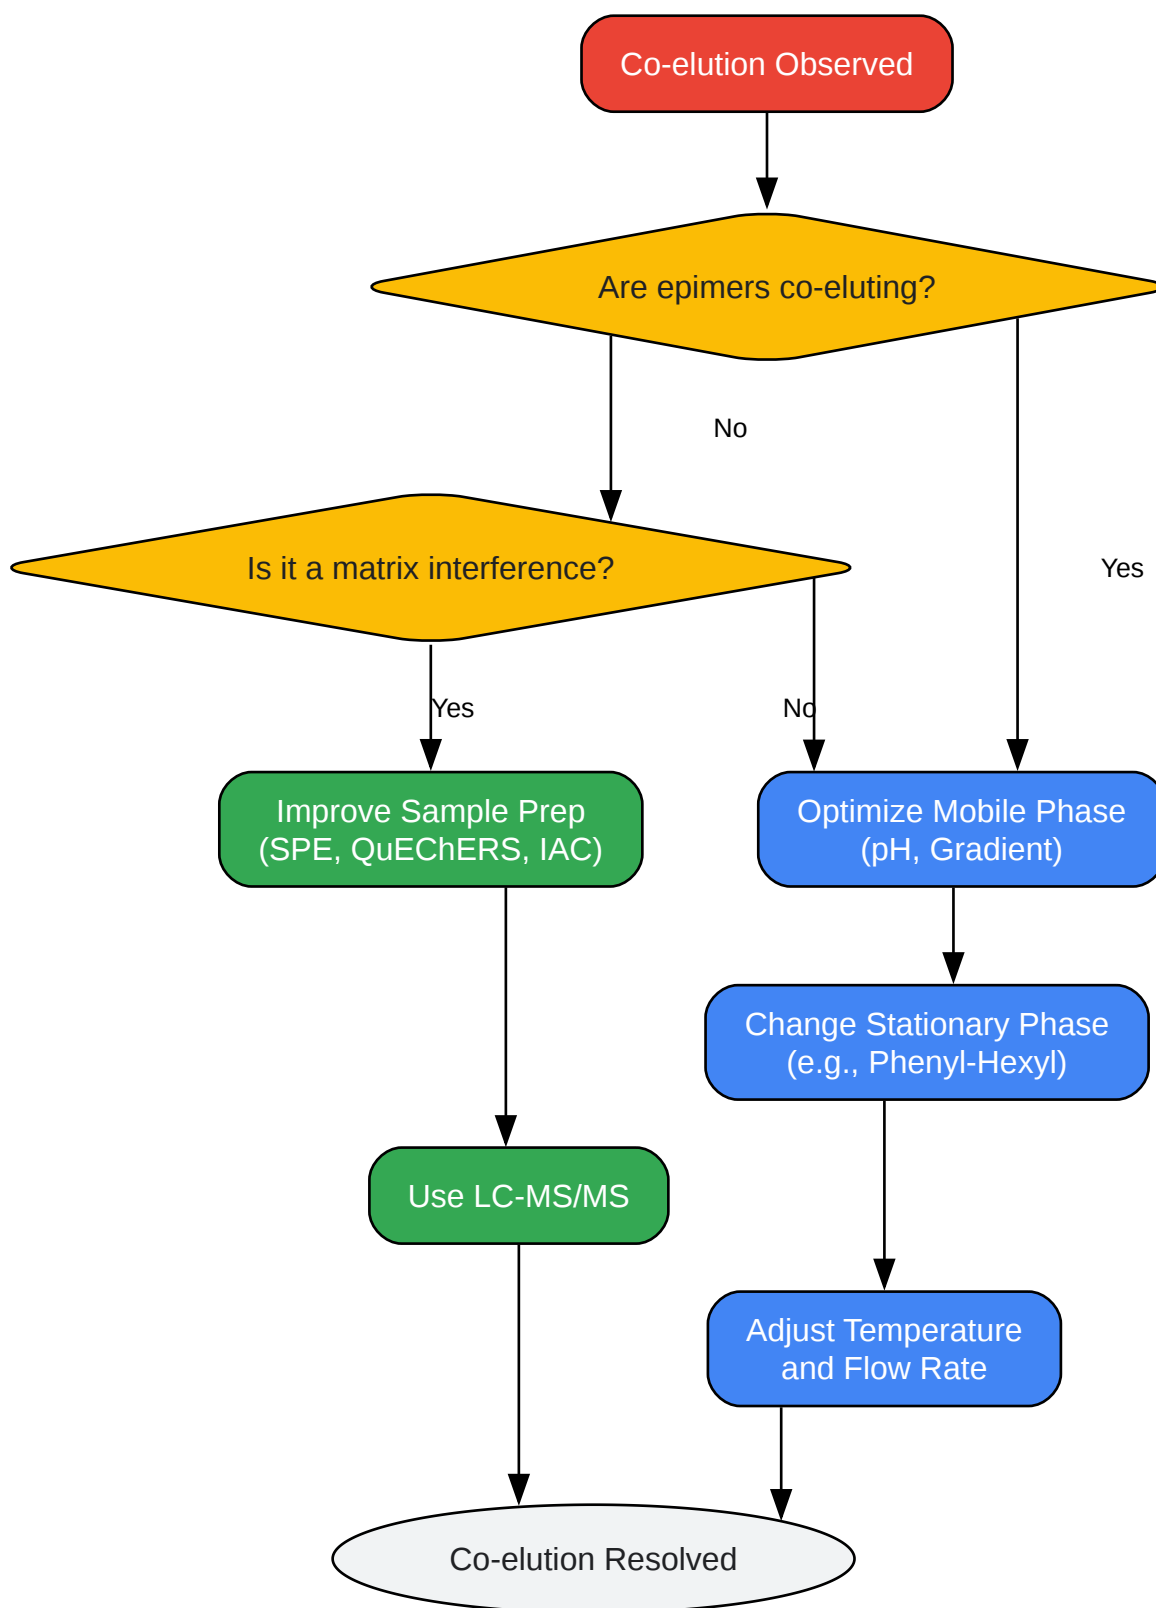 Co-elution Observed
Are epimers co-eluting?
No
Is it a matrix interference?
Yes
Yes
No
Improve Sample Prep
(SPE, QuEChERS, IAC)
Optimize Mobile Phase
(pH, Gradient)
Change Stationary Phase
(e.g., Phenyl-Hexyl)
Use LC-MS/MS
Adjust Temperature
and Flow Rate
Co-elution Resolved